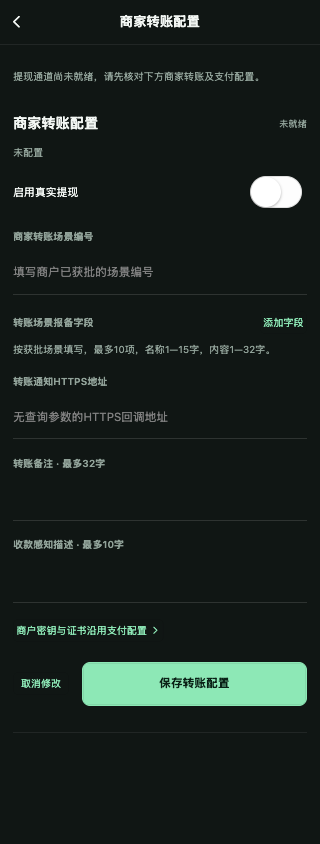 商家转账配置
提现通道尚未就绪，请先核对下方商家转账及支付配置。
商家转账配置
未就绪
未配置
启用真实提现
商家转账场景编号
填写商户已获批的场景编号
转账场景报备字段
添加字段
按获批场景填写，最多10项，名称1—15字，内容1—32字。
转账通知HTTPS地址
无查询参数的HTTPS回调地址
转账备注 · 最多32字
收款感知描述 · 最多10字
商户密钥与证书沿用支付配置
取消修改
保存转账配置